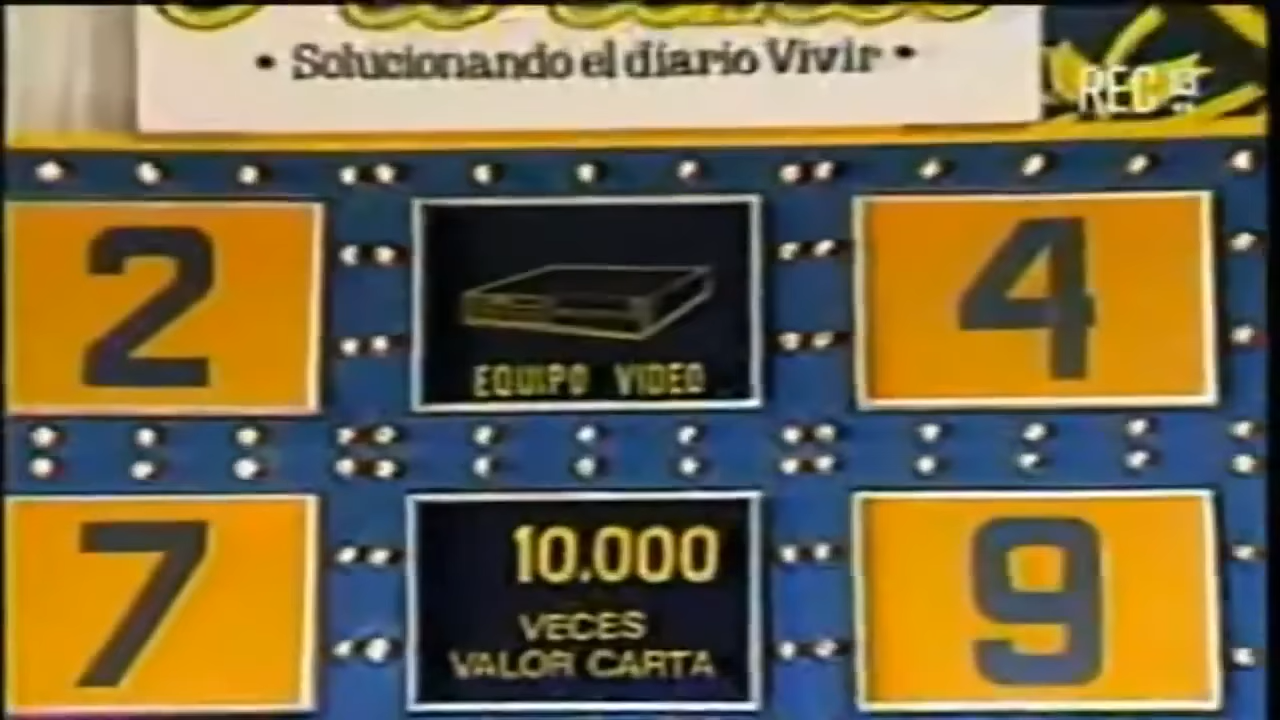 • Solucionando el diario Vivir •
REC
2
4
EQUIPO VIDEO
7
10.000
VECES
VALOR CARTA
9